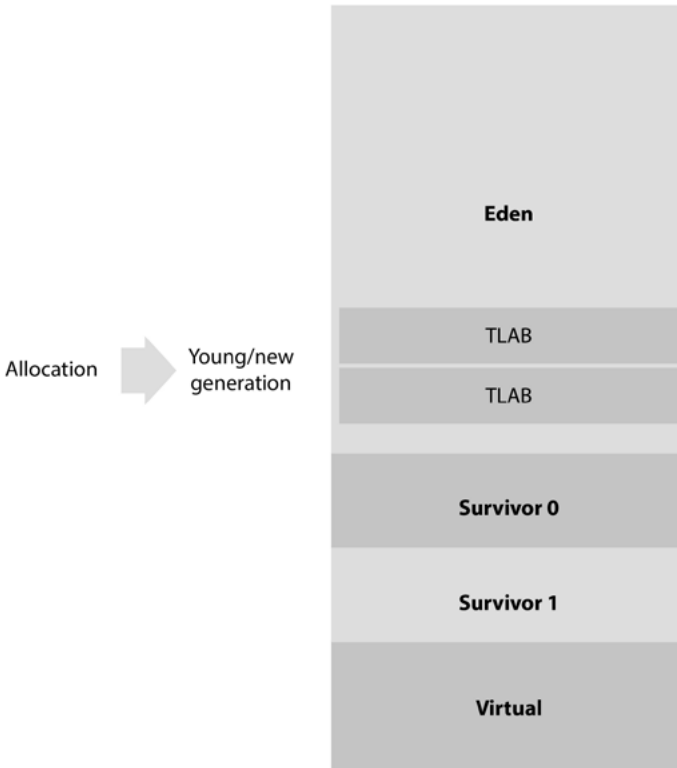 Eden
TLAB
Allocation
Young/new
generation
TLAB
Survivor 0
Survivor 1
Virtual